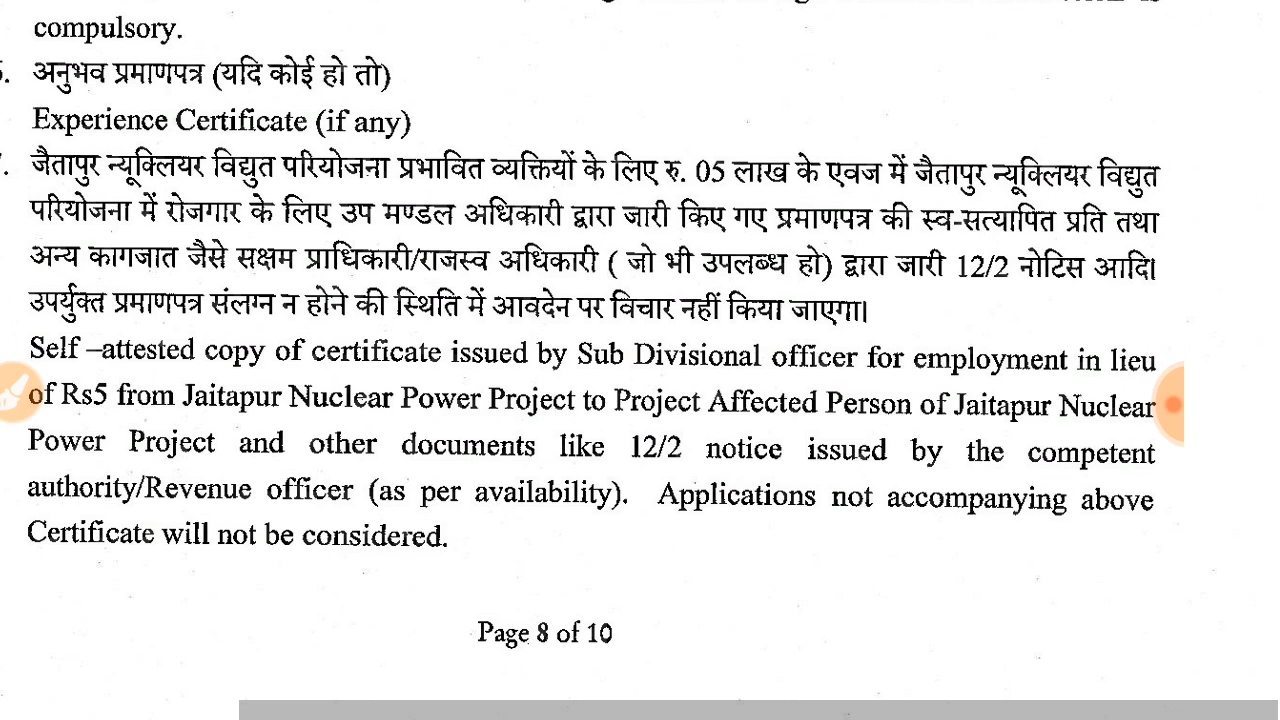 compulsory.
. अनुभव प्रमाणपत्र (यदि कोई हो तो)
Experience Certificate (if any)
. जैतापुर न्यूक्लियर विद्युत परियोजना प्रभावित व्यक्तियों के लिए रु. 05 लाख के एवज में जैतापुर न्यूक्लियर विद्युत
परियोजना में रोजगार के लिए उप मण्डल अधिकारी द्वारा जारी किए गए प्रमाणपत्र की स्व-सत्यापित प्रति तथा
अन्य कागजात जैसे सक्षम प्राधिकारी/राजस्व अधिकारी ( जो भी उपलब्ध हो) द्वारा जारी 12/2 नोटिस आदि।
उपर्युक्त प्रमाणपत्र संलग्न न होने की स्थिति में आवदेन पर विचार नहीं किया जाएगा।
Self –attested copy of certificate issued by Sub Divisional officer for employment in lieu
of Rs5 from Jaitapur Nuclear Power Project to Project Affected Person of Jaitapur Nuclear
Power Project and other documents like 12/2 notice issued by the competent
authority/Revenue officer (as per availability). Applications not accompanying above
Certificate will not be considered.
Page 8 of 10